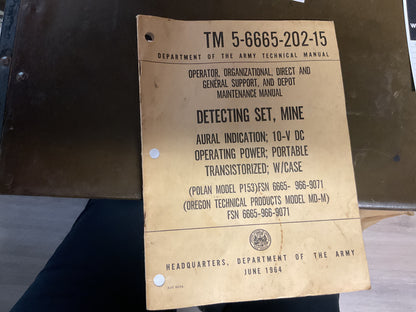 TM 5-6665-202-15
DEPARTMENT OF THE ARMY TECHNICAL MANUAL
OPERATOR, ORGANIZATIONAL, DIRECT AND
GENERAL SUPPORT, AND DEPOT
MAINTENANCE MANUAL
DETECTING SET, MINE
AURAL INDICATION; 10-V DC
OPERATING POWER; PORTABLE
TRANSISTORIZED; W/CASE
(POLAN MODEL P153)FSN 6665- 966-9071
(OREGON TECHNICAL PRODUCTS MODEL MD-M)
FSN 6665-966-9071
HEADQUARTERS, DEPARTMENT OF THE ARMY
JUNE 1964